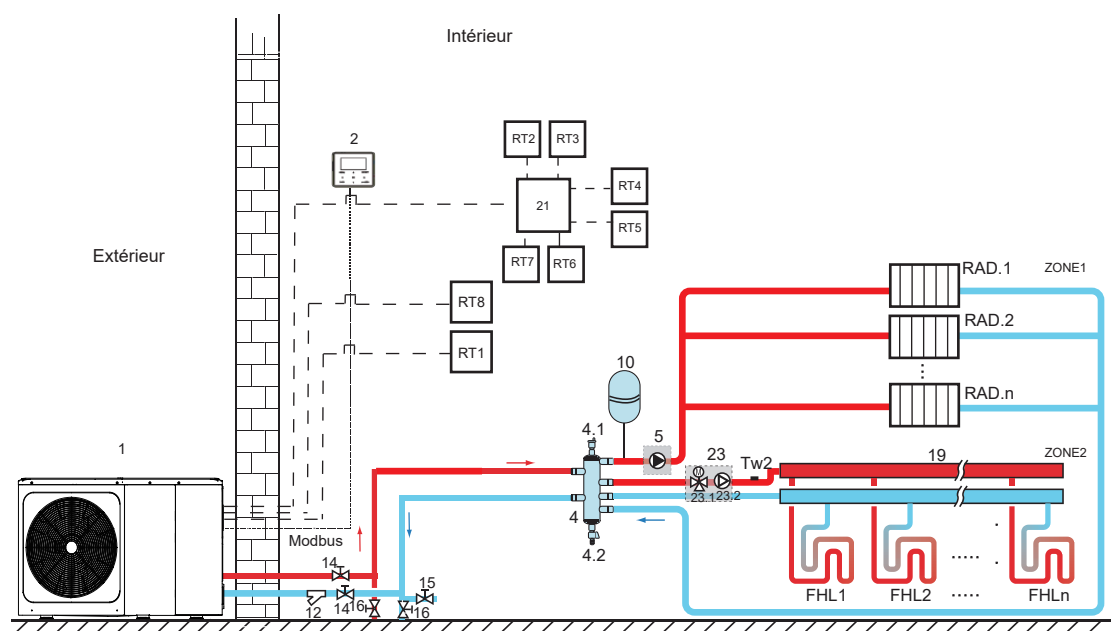 Intérieur
2
RT2
RT3
21
RT4
RT5
RT7
RT6
Extérieur
RT8
RT1
RAD.1
ZONE1
RAD.2
RAD.n
10
4.1
5
23
Tw2
19
ZONE2
1
23.1
23.2
4
4.2
Modbus
14
15
12
14
16
16
FHL1
FHL2
FHLn